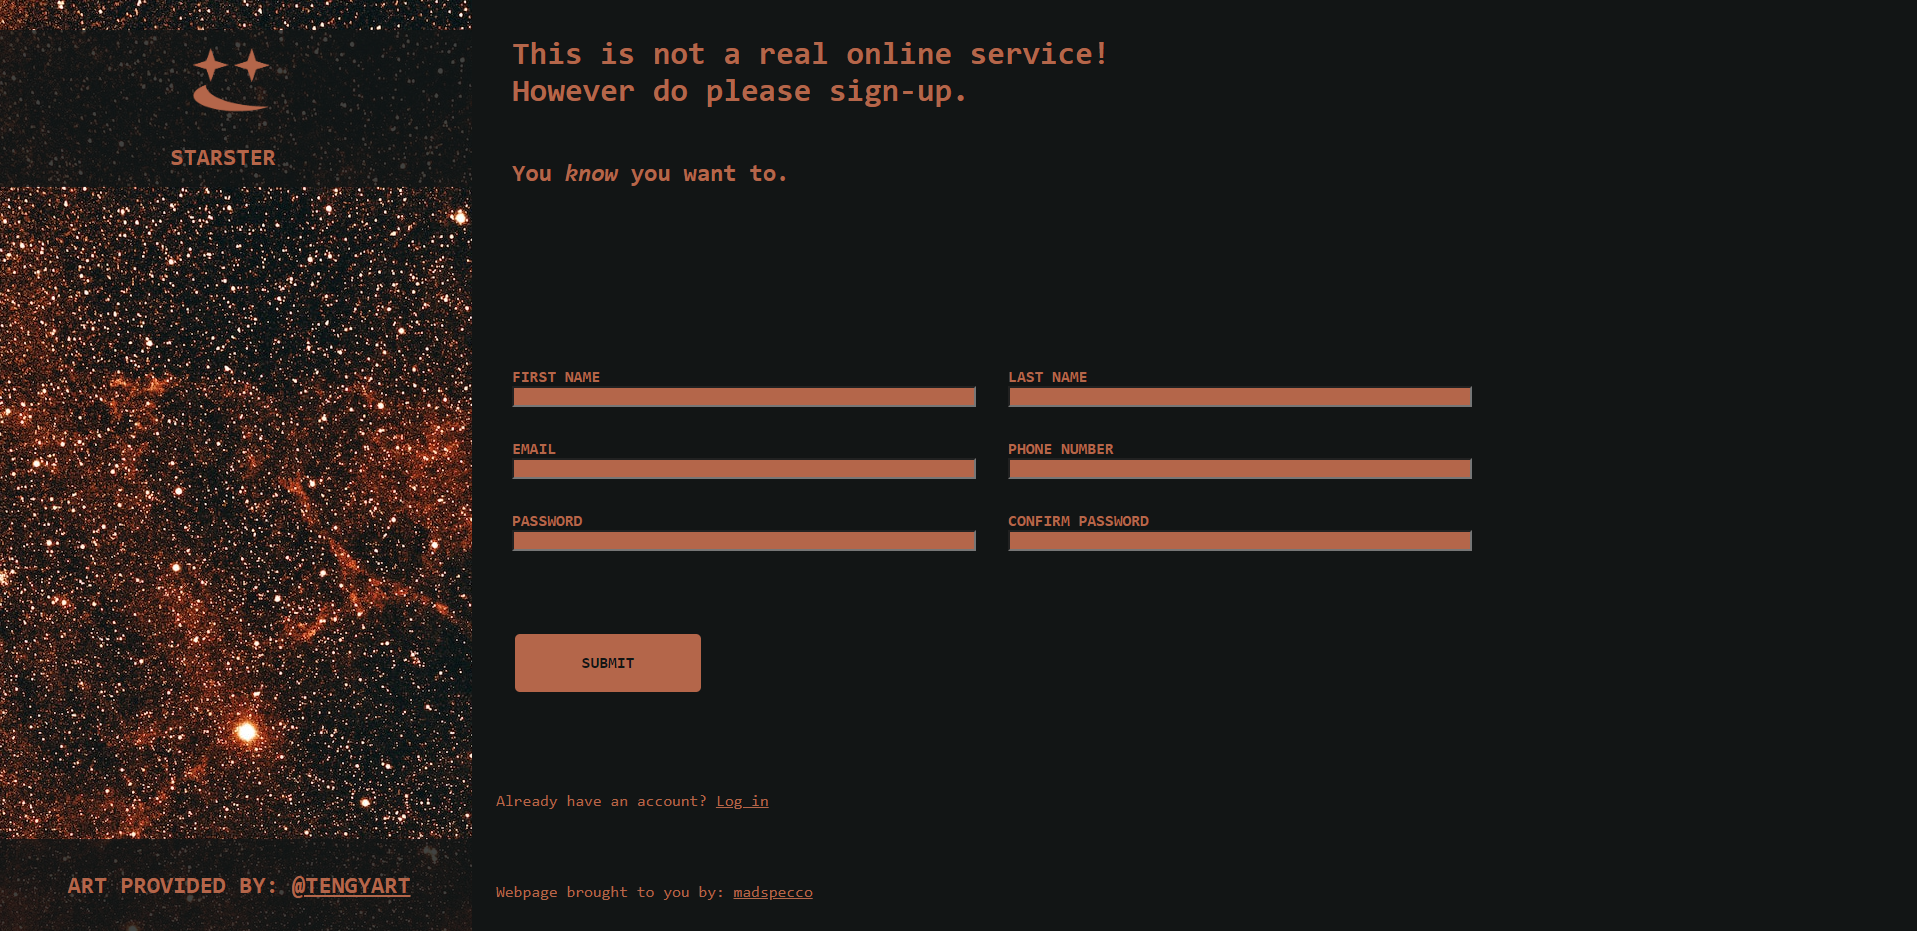 STARSTER
ART PROVIDED BY: @TENGYART
This is not a real online service!
However do please sign-up.
You know you want to.
FIRST NAME
LAST NAME
EMAIL
PHONE NUMBER
PASSWORD
CONFIRM PASSWORD
SUBMIT
Already have an account? Log in
Webpage brought to you by: madspecco